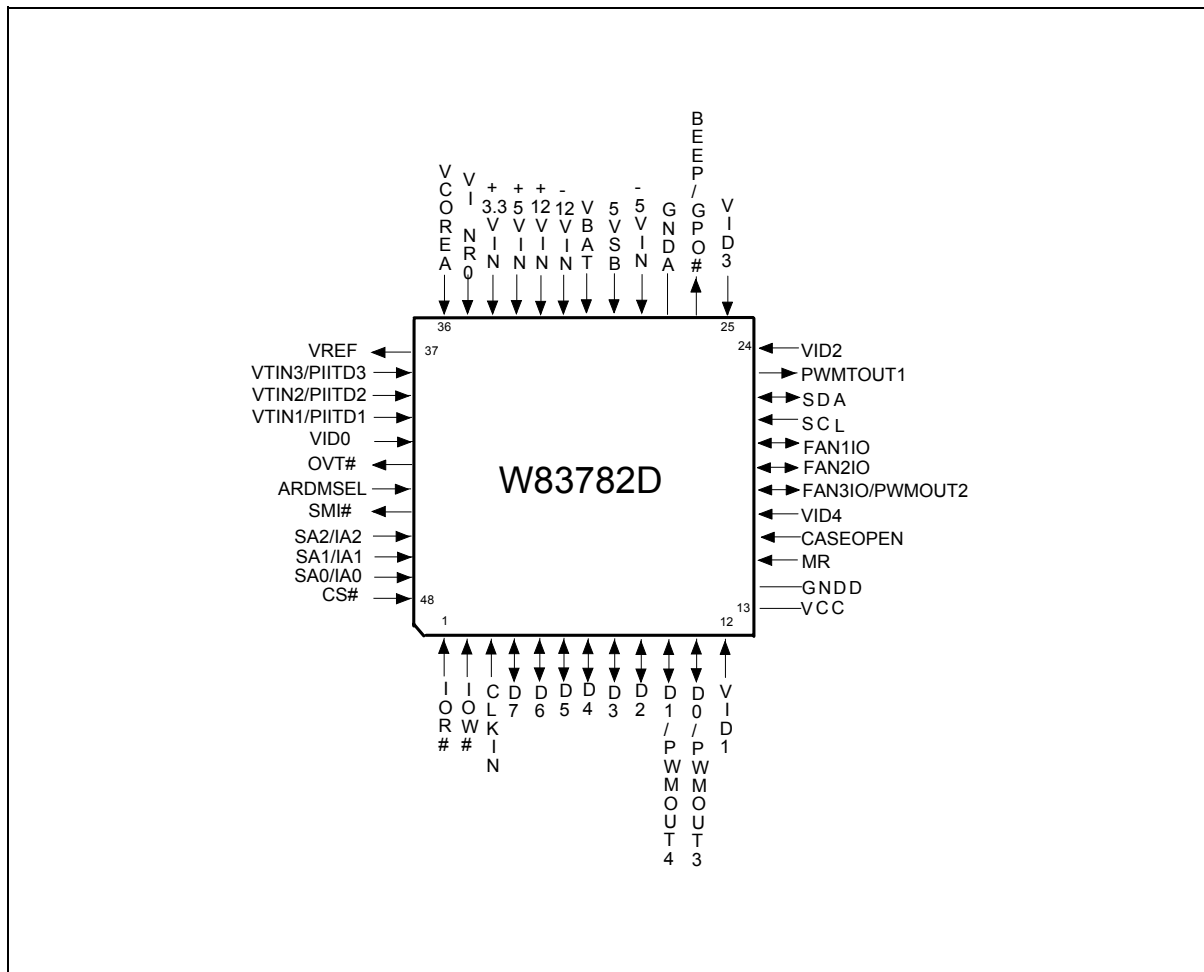 VCOREA
VI NR0
+3.3VIN
+5VIN
+12VIN
-12VIN
VBAT
5VSB
-5VIN
GNDA
BEEP/GPO#
VID3
36
25
37
24
VREF
VTIN3/PIITD3
VTIN2/PIITD2
VTIN1/PIITD1
VID0
OVT#
ARDMSEL
SMI#
SA2/IA2
SA1/IA1
SA0/IA0
CS#
W83782D
VID2
PWMTOUT1
SDA
SCL
FAN1IO
FAN2IO
FAN3IO/PWMOUT2
VID4
CASEOPEN
MR
GNDD
VCC
48
13
1
12
IOR#
IOW#
CLKIN
D7
D6
D5
D4
D3
D2
D1/PWMOUT4
D0/PWMOUT3
VID1